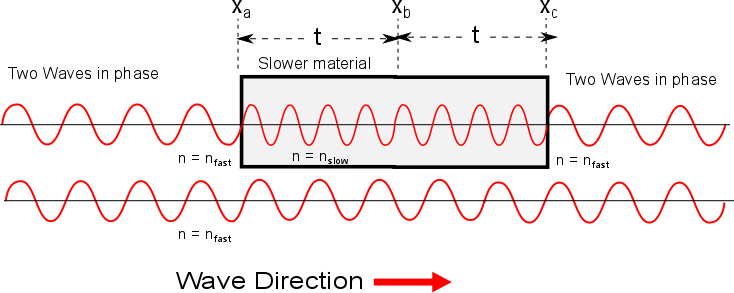 xa xb xc
t t
Slower material
Two Waves in phase Two Waves in phase
n = nfast n = nslow n = nfast
n = nfast
Wave Direction